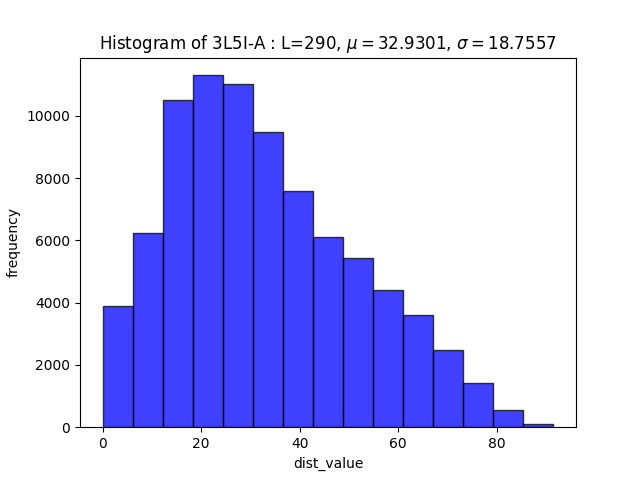 Histogram of 3L5I-A : L=290, μ = 32.9301, σ = 18.7557
10000
8000
6000
4000
2000
0
frequency
0 20 40 60 80
dist_value